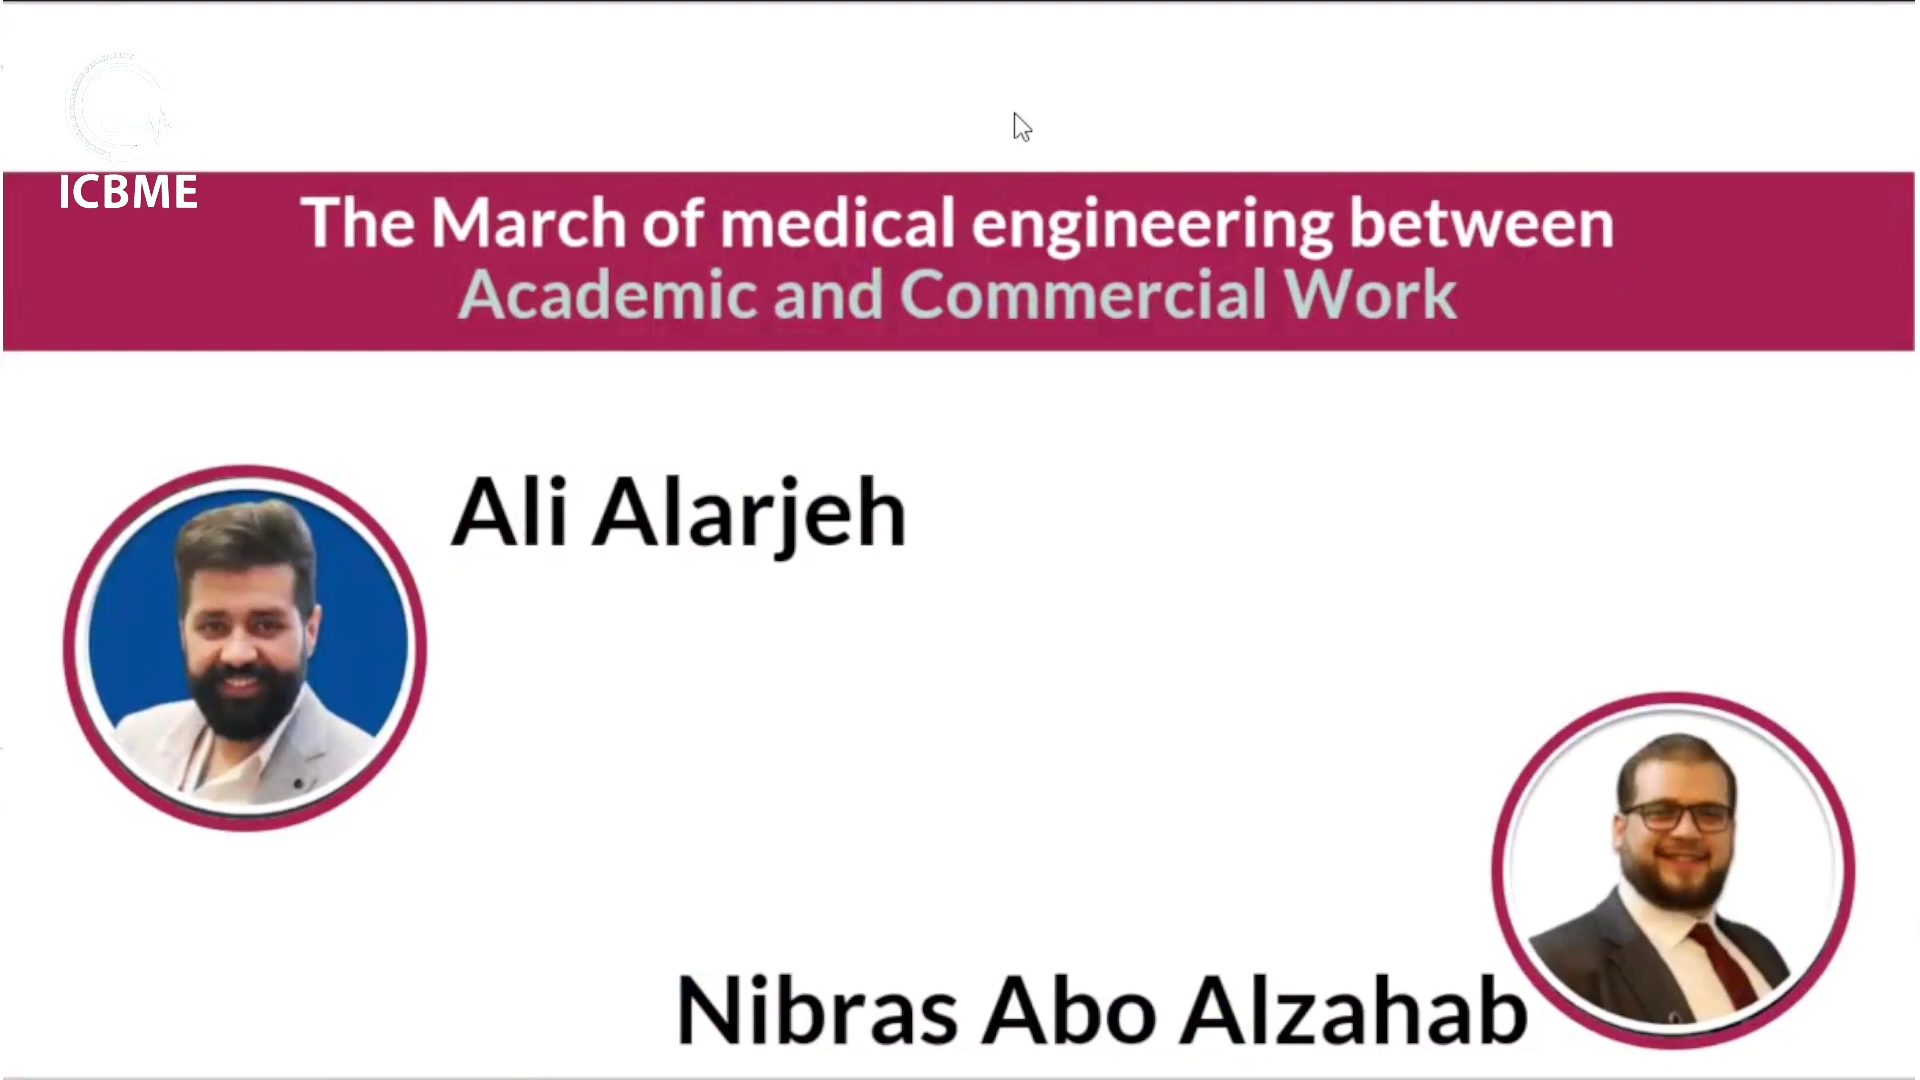 ICBME
The March of medical engineering between
Academic and Commercial Work
Ali Alarjeh
Nibras Abo Alzahab